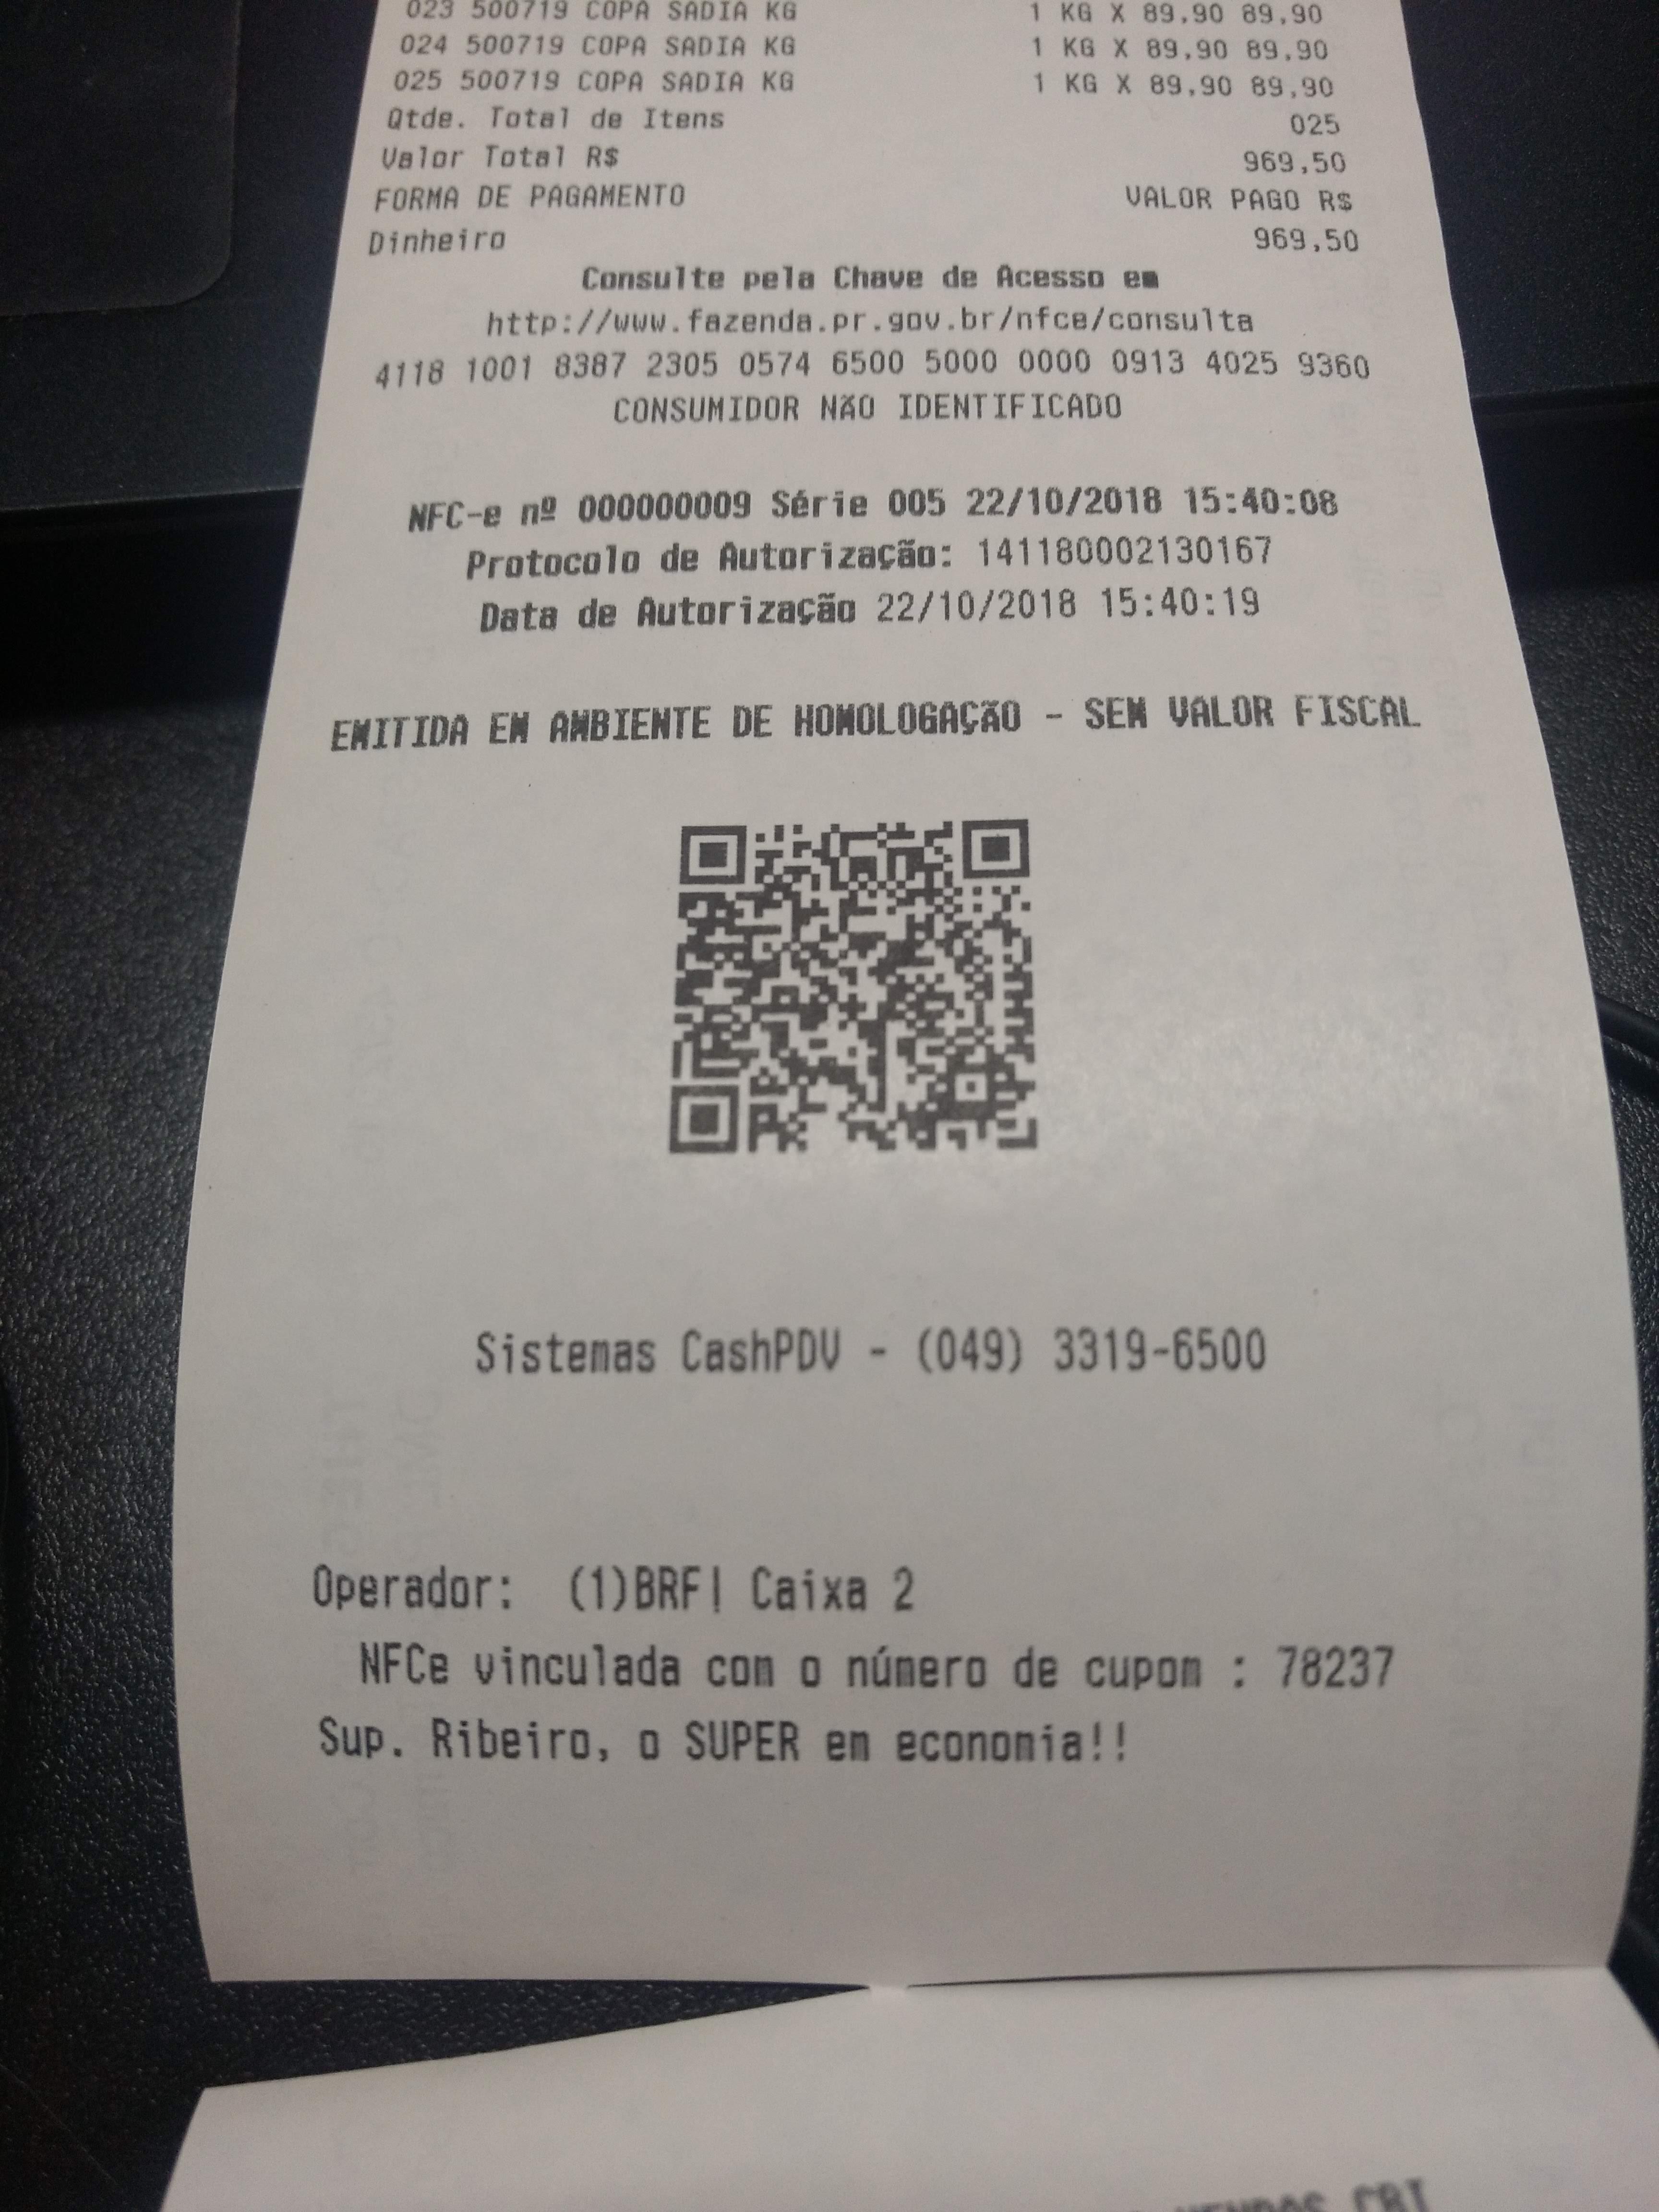 023 500719 COPA SADIA KG 1 KG X 89,90 89,90
024 500719 COPA SADIA KG 1 KG X 89,90 89,90
025 500719 COPA SADIA KG 1 KG X 89,90 89,90
Qtde. Total de Itens 025
Valor Total R$ 969,50
FORMA DE PAGAMENTO VALOR PAGO R$
Dinheiro 969,50
Consulte pela Chave de Acesso em
http://www.fazenda.pr.gov.br/nfce/consulta
4118 1001 8387 2305 0574 6500 5000 0000 0913 4025 9360
CONSUMIDOR NÃO IDENTIFICADO
NFC-e nº 000000009 Série 005 22/10/2018 15:40:08
Protocolo de Autorização: 141180002130167
Data de Autorização 22/10/2018 15:40:19
EMITIDA EM AMBIENTE DE HOMOLOGAÇÃO - SEM VALOR FISCAL
Sistemas CashPDV - (049) 3319-6500
Operador: (1)BRF| Caixa 2
NFCe vinculada com o número de cupom : 78237
Sup. Ribeiro, o SUPER em economia!!